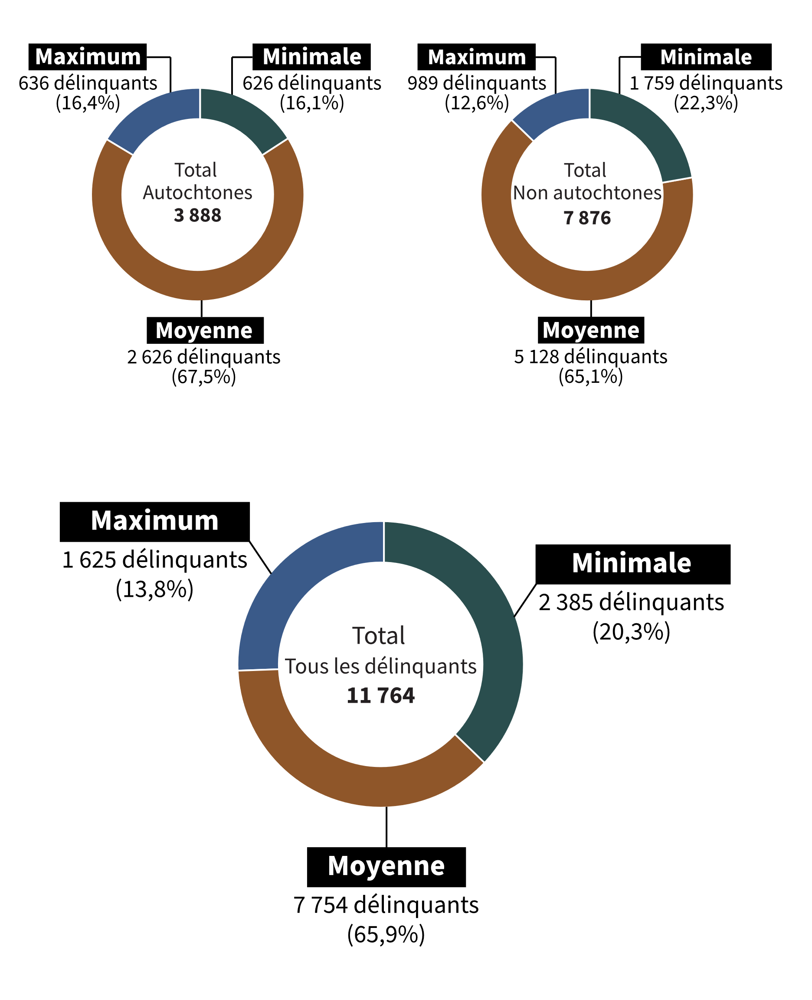 Maximum
636 délinquants
(16,4%)
Minimale
626 délinquants
(16,1%)
Total
Autochtones
3 888
Moyenne
2 626 délinquants
(67,5%)
Maximum
989 délinquants
(12,6%)
Minimale
1 759 délinquants
(22,3%)
Total
Non autochtones
7 876
Moyenne
5 128 délinquants
(65,1%)
Maximum
1 625 délinquants
(13,8%)
Minimale
2 385 délinquants
(20,3%)
Total
Tous les délinquants
11 764
Moyenne
7 754 délinquants
(65,9%)